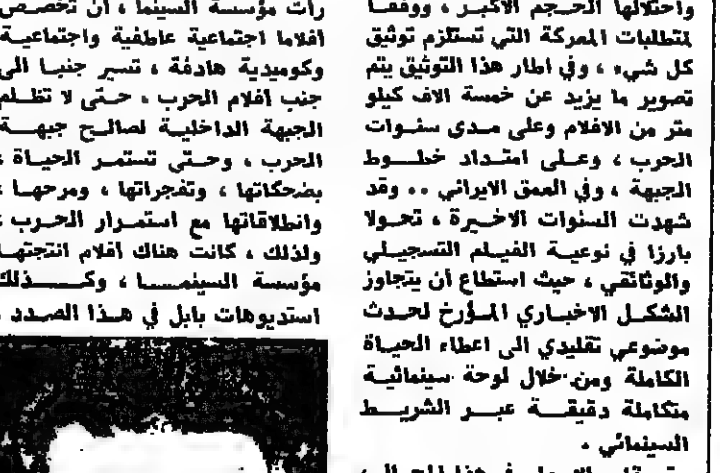 واحتلالها الحجم الاكبر ، ووفقا
لمتطلبات المعركة التي تستلزم توثيق
كل شيء ، وفي اطار هذا التوثيق يتم
تصوير ما يزيد عن خمسة الاف كيلو
متر من الافلام وعلى مدى سنوات
الحرب ، وعلى امتداد خطوط
الجبهة ، وفي العمق الايراني .. وقد
شهدت السنوات الاخيرة ، تحولا
بارزا في نوعية الفيلم التسجيلي
والوثائقي ، حيث استطاع أن يتجاوز
الشكل الاخباري المؤرخ لحدث
موضوعي تقليدي الى اعطاء الحياة
الكاملة ومن خلال لوحة سينمائية
متكاملة دقيقة عبر الشريط
السينمائي .
في هذا المجال ،
رأت مؤسسة السينما ، ان تخصص
افلاما اجتماعية عاطفية واجتماعية
وكوميدية هادفة ، تسير جنبا الى
جنب افلام الحرب ، حتى لا تظلم
الجبهة الداخلية لصالح جبهة
الحرب ، وحتى تستمر الحياة ،
بضحكاتها ، وتفجراتها ، ومرحها ،
وانطلاقاتها مع استمرار الحرب ،
ولذلك ، كانت هناك افلام انتجتها
مؤسسة السينما ، وكذلك
استديوهات بابل في هذا الصدد ،